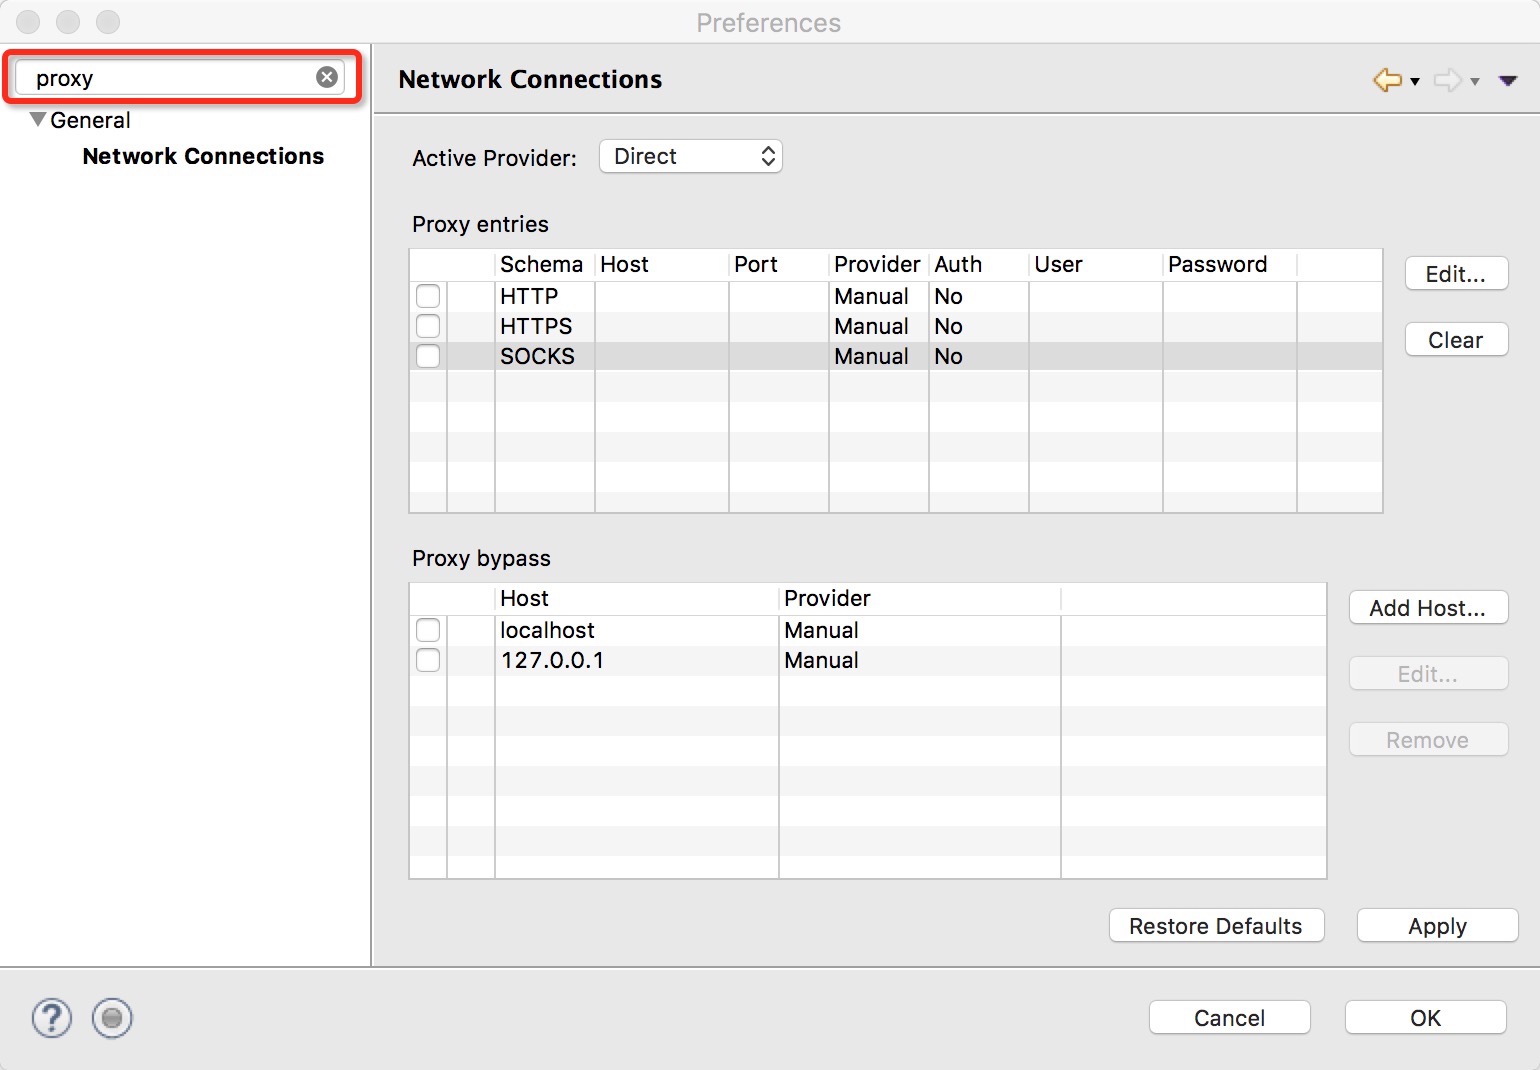 Preferences
proxy
General
Network Connections
Network Connections
Active Provider: Direct
Proxy entries
Schema Host Port Provider Auth User Password
HTTP Manual No
HTTPS Manual No
SOCKS Manual No
Edit...
Clear
Proxy bypass
Host Provider
localhost Manual
127.0.0.1 Manual
Add Host...
Edit...
Remove
Restore Defaults Apply
? Cancel OK